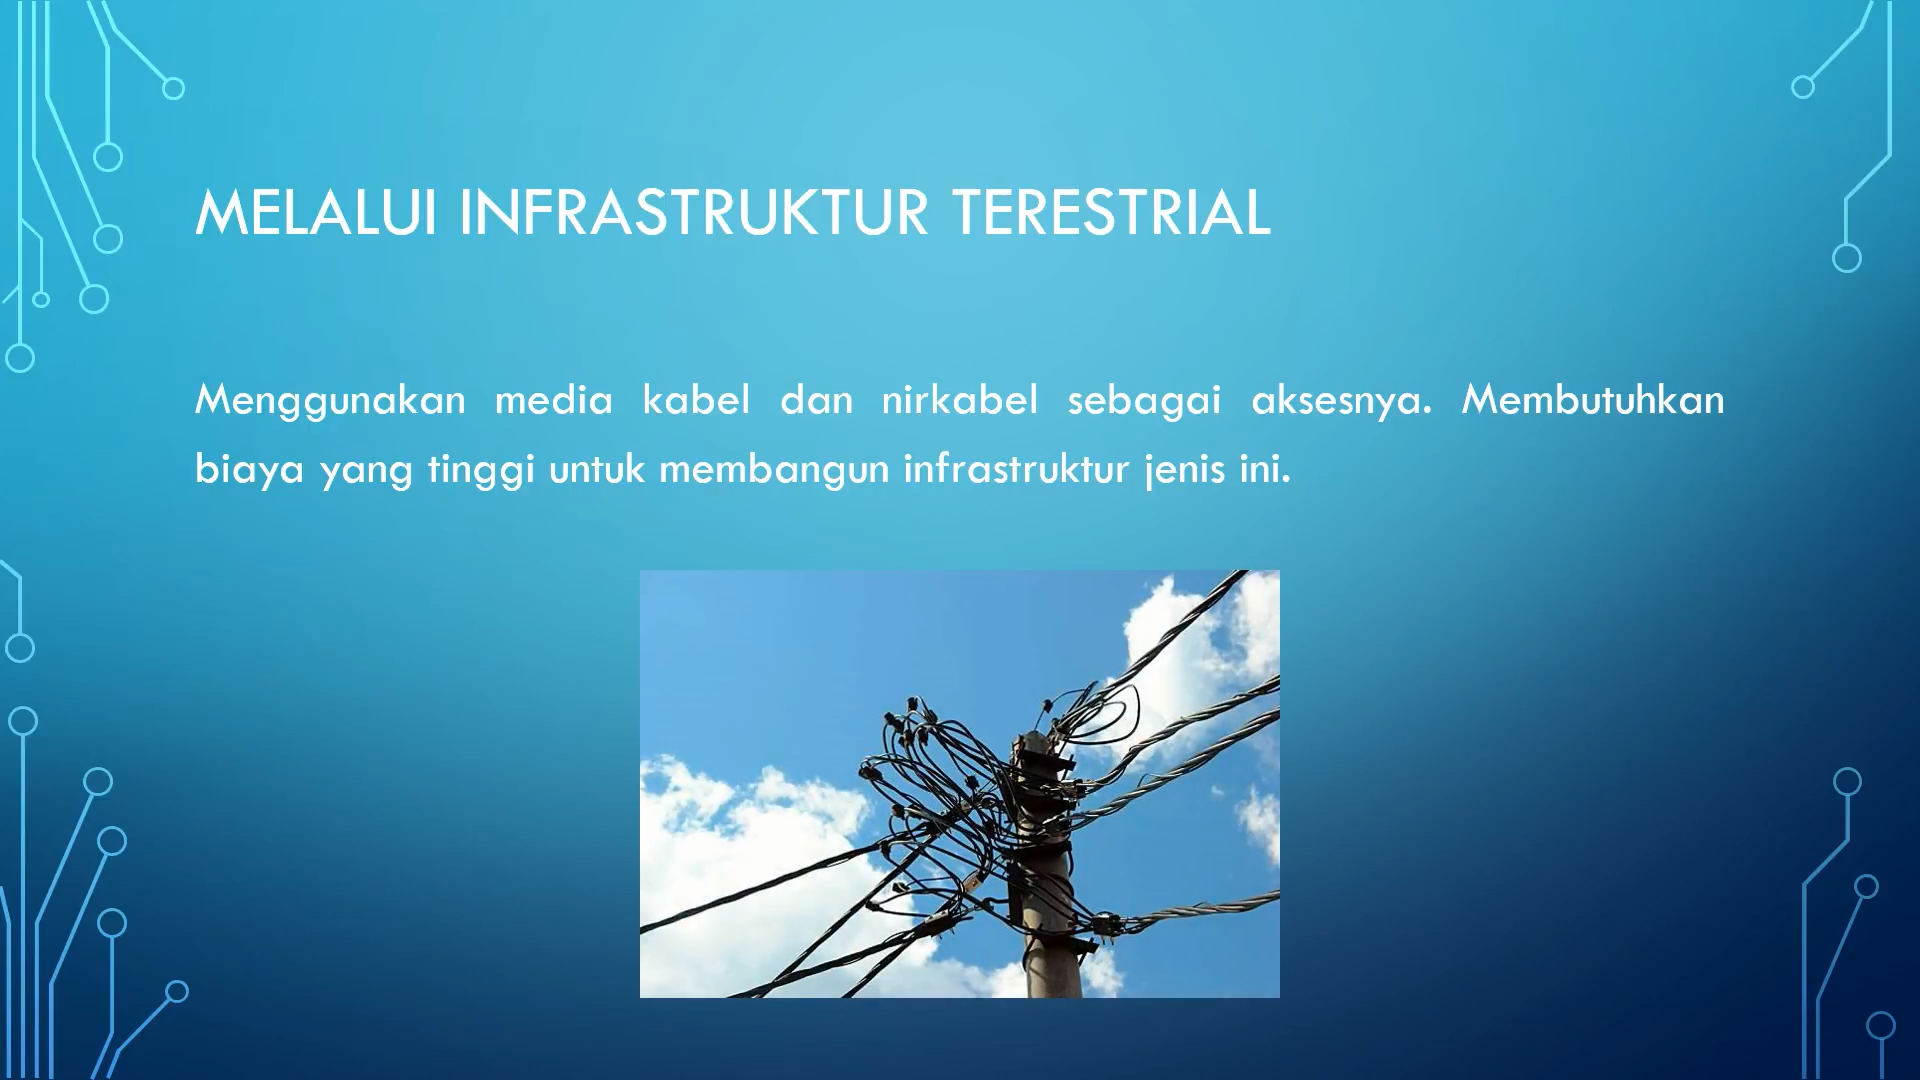 MELALUI INFRASTRUKTUR TERESTRIAL
Menggunakan media kabel dan nirkabel sebagai aksesnya. Membutuhkan
biaya yang tinggi untuk membangun infrastruktur jenis ini.